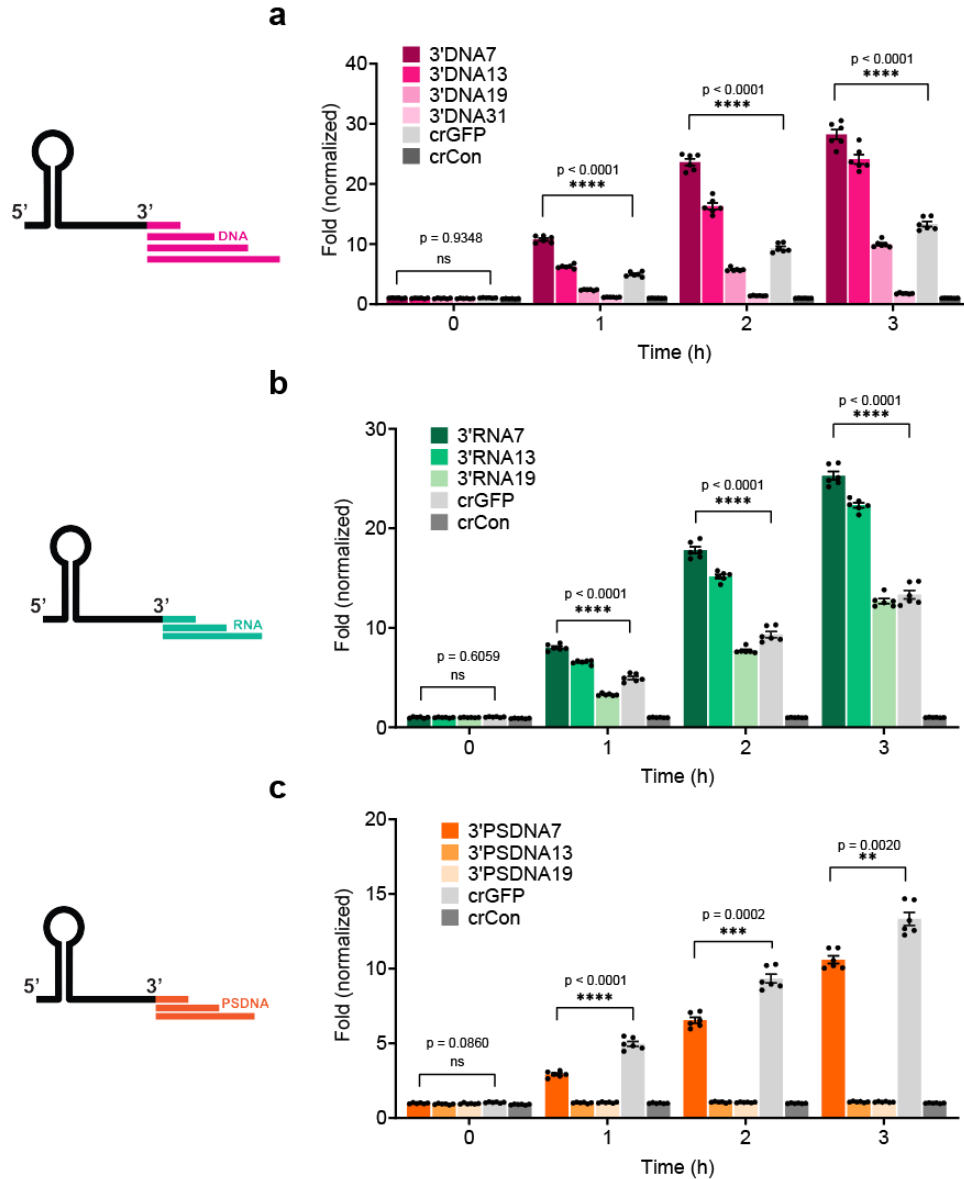 a
5’
3’
DNA
3'DNA7
3'DNA13
3'DNA19
3'DNA31
crGFP
crCon
Fold (normalized)
40
30
20
10
0
p = 0.9348
ns
p < 0.0001
****
p < 0.0001
****
p < 0.0001
****
0 1 2 3
Time (h)
b
5’
3’
RNA
3'RNA7
3'RNA13
3'RNA19
crGFP
crCon
Fold (normalized)
30
20
10
0
p = 0.6059
ns
p < 0.0001
****
p < 0.0001
****
p < 0.0001
****
0 1 2 3
Time (h)
c
5’
3’
PSDNA
3'PSDNA7
3'PSDNA13
3'PSDNA19
crGFP
crCon
Fold (normalized)
20
15
10
5
0
p = 0.0860
ns
p < 0.0001
****
p = 0.0002
***
p = 0.0020
**
0 1 2 3
Time (h)